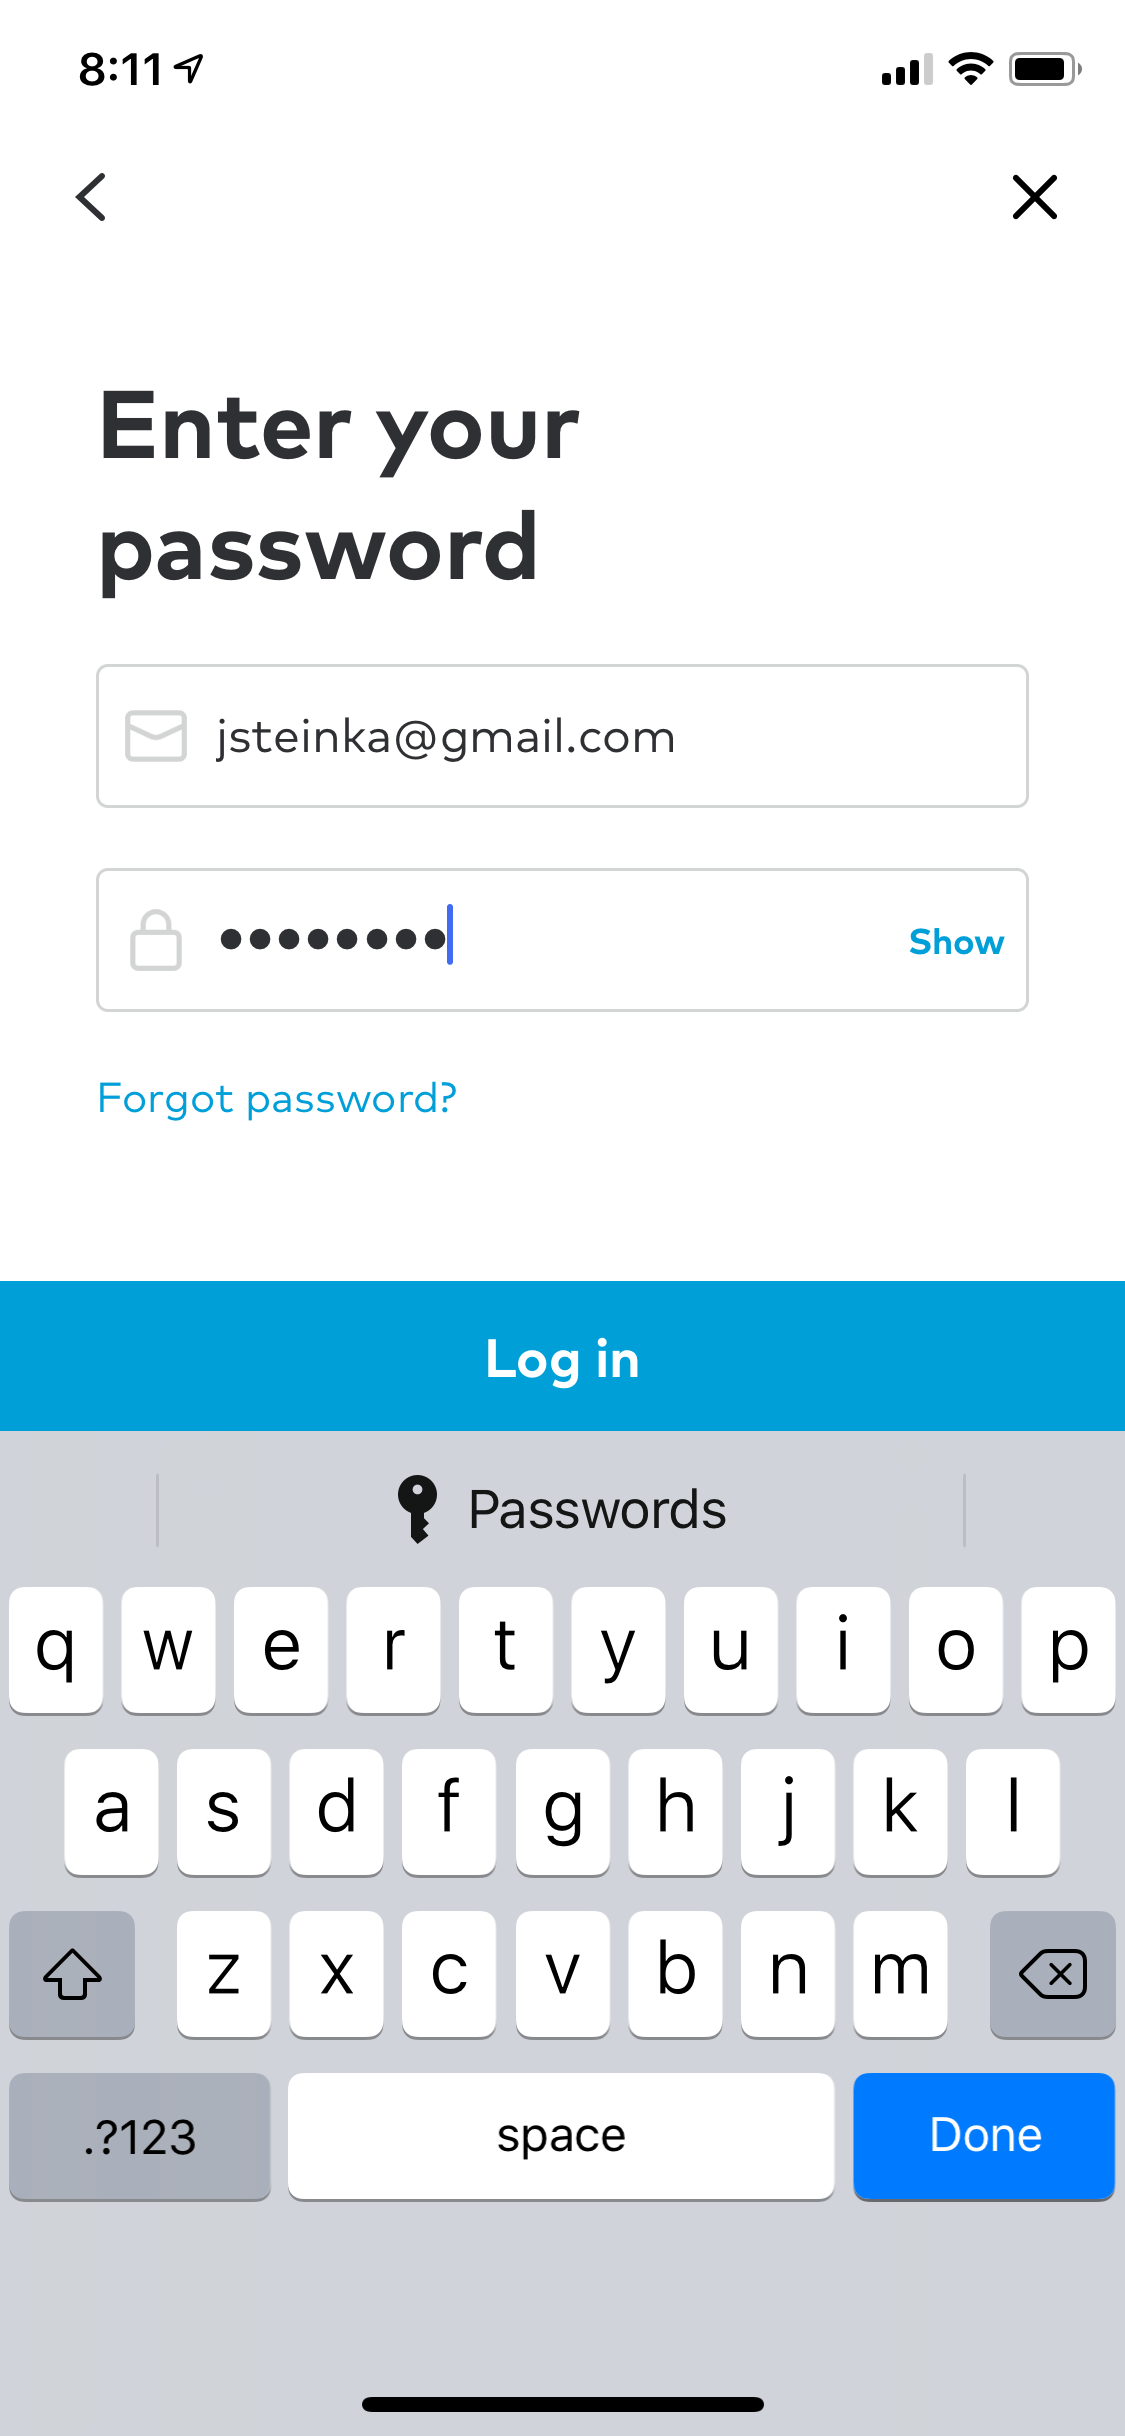 8:11
Enter your
password
jsteinka@gmail.com
•••••••• Show
Forgot password?
Log in
Passwords
q w e r t y u i o p
a s d f g h j k l
z x c v b n m
.?123 space Done